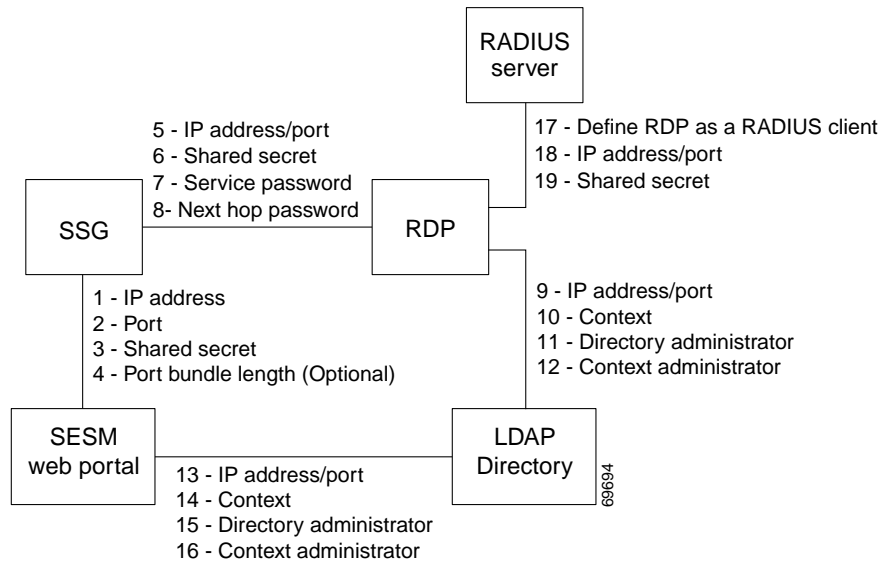 RADIUS
server
17 - Define RDP as a RADIUS client
18 - IP address/port
19 - Shared secret
5 - IP address/port
6 - Shared secret
7 - Service password
8- Next hop password
SSG
RDP
1 - IP address
2 - Port
3 - Shared secret
4 - Port bundle length (Optional)
9 - IP address/port
10 - Context
11 - Directory administrator
12 - Context administrator
SESM
web portal
LDAP
Directory
69694
13 - IP address/port
14 - Context
15 - Directory administrator
16 - Context administrator